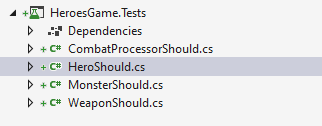 HeroesGame.Tests
Dependencies
C# CombatProcessorShould.cs
C# HeroShould.cs
C# MonsterShould.cs
C# WeaponShould.cs